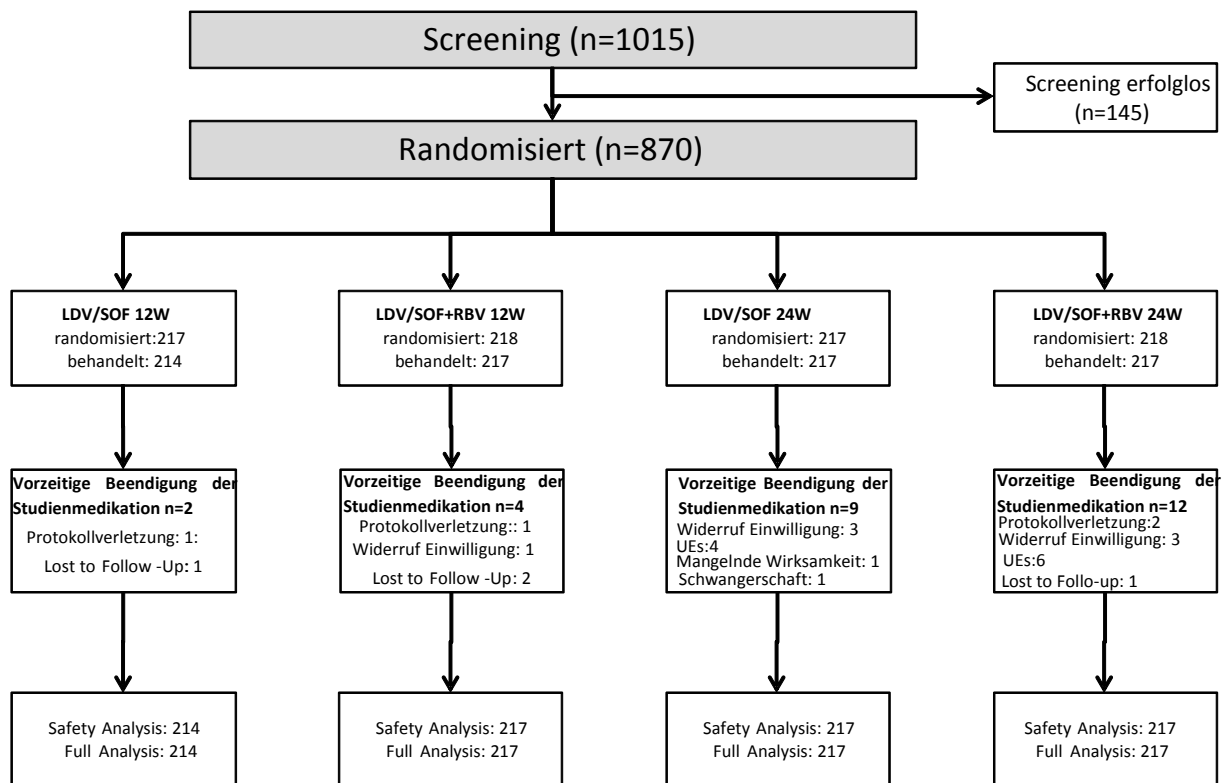 Screening (n=1015)
Screening erfolglos
(n=145)
Randomisiert (n=870)
LDV/SOF 12W
randomisiert:217
behandelt: 214
LDV/SOF+RBV 12W
randomisiert: 218
behandelt: 217
LDV/SOF 24W
randomisiert: 217
behandelt: 217
LDV/SOF+RBV 24W
randomisiert: 218
behandelt: 217
Vorzeitige Beendigung der
Studienmedikation n=2
Protokollverletzung: 1:
Lost to Follow -Up: 1
Vorzeitige Beendigung der
Studienmedikation n=4
Protokollverletzung:: 1
Widerruf Einwilligung: 1
Lost to Follow -Up: 2
Vorzeitige Beendigung der
Studienmedikation n=9
Widerruf Einwilligung: 3
UEs:4
Mangelnde Wirksamkeit: 1
Schwangerschaft: 1
Vorzeitige Beendigung der
Studienmedikation n=12
Protokollverletzung:2
Widerruf Einwilligung: 3
UEs:6
Lost to Follo-up: 1
Safety Analysis: 214
Full Analysis: 214
Safety Analysis: 217
Full Analysis: 217
Safety Analysis: 217
Full Analysis: 217
Safety Analysis: 217
Full Analysis: 217